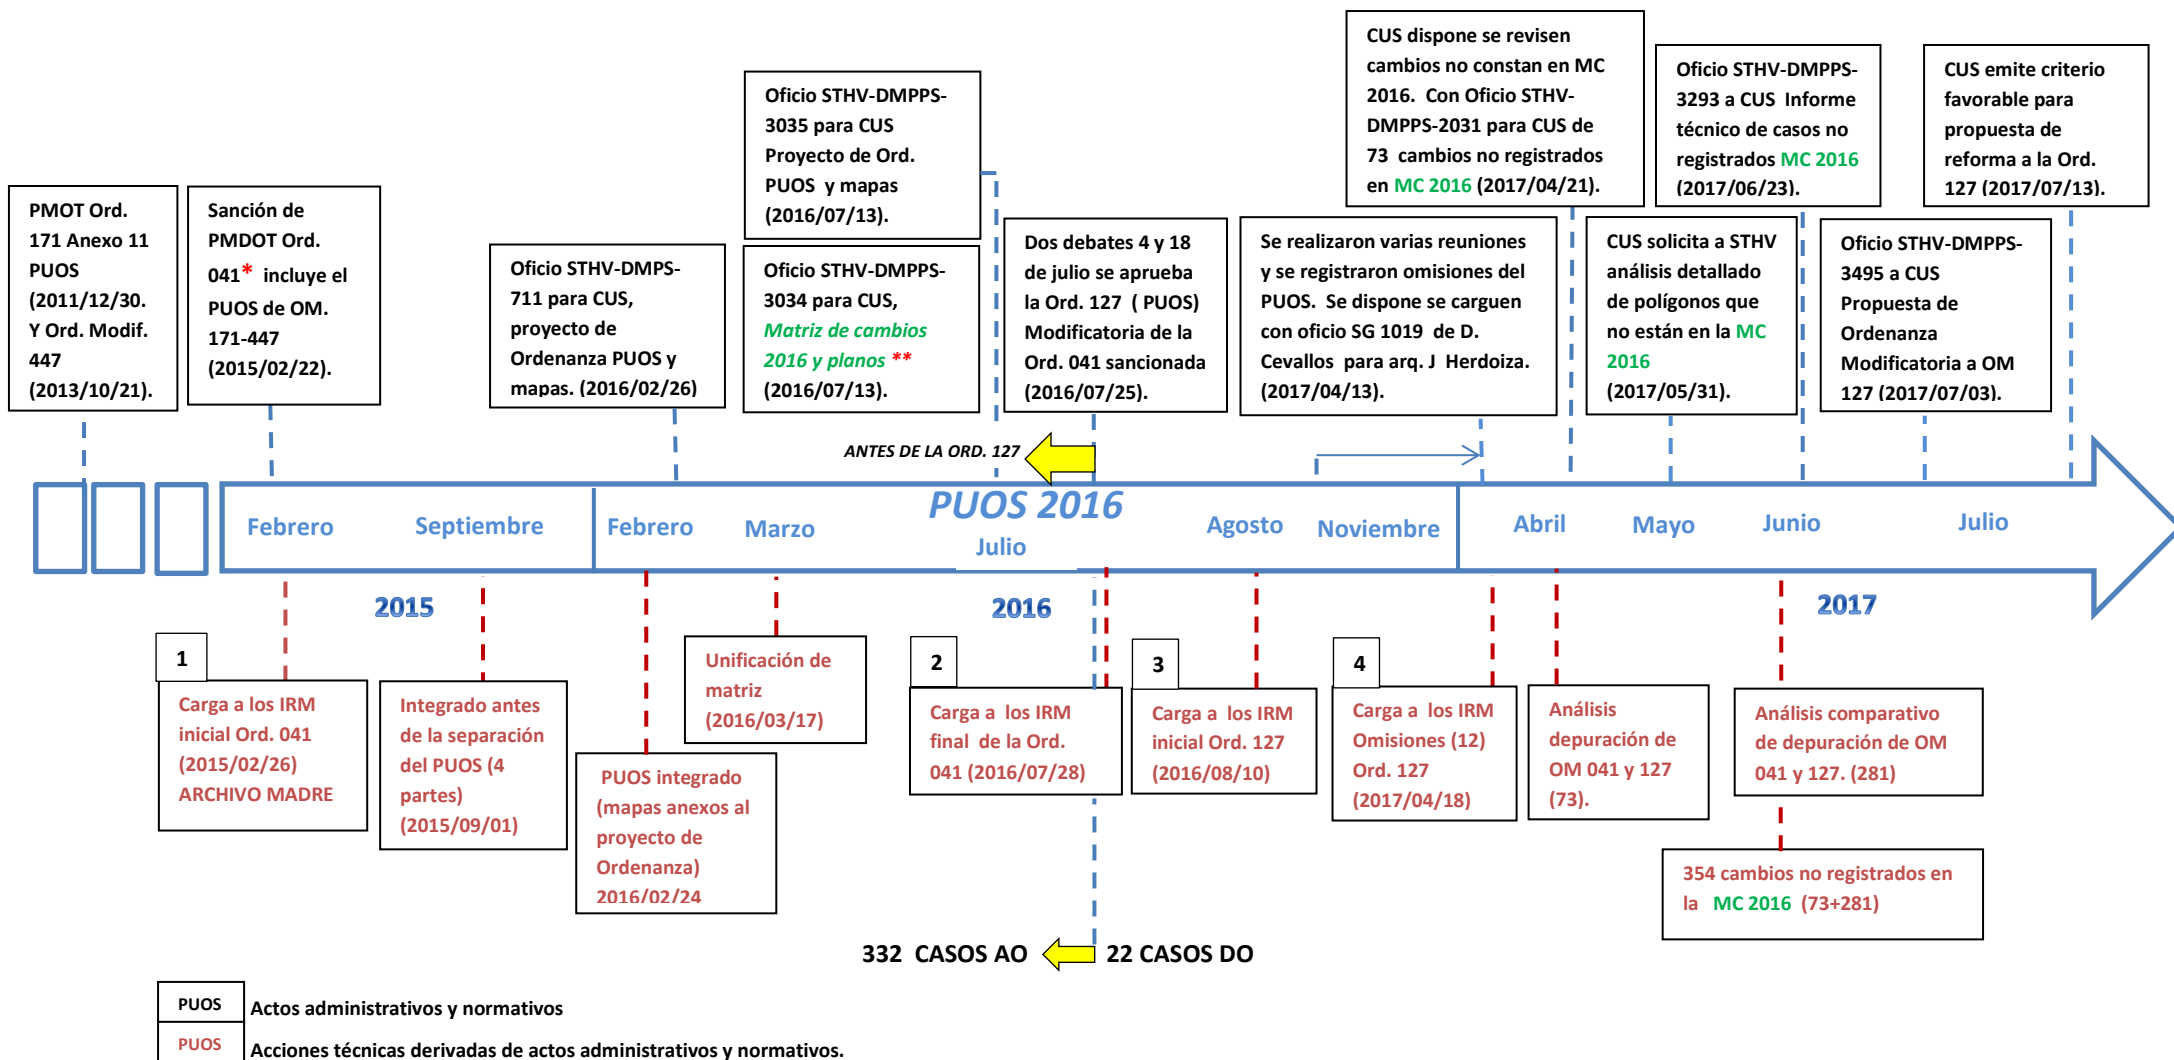 PMOT Ord.
171 Anexo 11
PUOS
(2011/12/30.
Y Ord. Modif.
447
(2013/10/21).
Sanción de
PMDOT Ord.
041* incluye el
PUOS de OM.
171-447
(2015/02/22).
Oficio STHV-DMPS-
711 para CUS,
proyecto de
Ordenanza PUOS y
mapas. (2016/02/26)
Oficio STHV-DMPPS-
3035 para CUS
Proyecto de Ord.
PUOS y mapas
(2016/07/13).
Oficio STHV-DMPPS-
3034 para CUS,
Matriz de cambios
2016 y planos **
(2016/07/13).
Dos debates 4 y 18
de julio se aprueba
la Ord. 127 ( PUOS)
Modificatoria de la
Ord. 041 sancionada
(2016/07/25).
Se realizaron varias reuniones
y se registraron omisiones del
PUOS. Se dispone se carguen
con oficio SG 1019 de D.
Cevallos para arq. J Herdoiza.
(2017/04/13).
CUS dispone se revisen
cambios no constan en MC
2016. Con Oficio STHV-
DMPPS-2031 para CUS de
73 cambios no registrados
en MC 2016 (2017/04/21).
CUS solicita a STHV
análisis detallado
de polígonos que
no están en la MC
2016
(2017/05/31).
Oficio STHV-DMPPS-
3293 a CUS Informe
técnico de casos no
registrados MC 2016
(2017/06/23).
Oficio STHV-DMPPS-
3495 a CUS
Propuesta de
Ordenanza
Modificatoria a OM
127 (2017/07/03).
CUS emite criterio
favorable para
propuesta de
reforma a la Ord.
127 (2017/07/13).
ANTES DE LA ORD. 127
PUOS 2016
Febrero
Septiembre
Febrero
Marzo
Julio
Agosto
Noviembre
Abril
Mayo
Junio
Julio
2015
2016
2017
1
Carga a los IRM
inicial Ord. 041
(2015/02/26)
ARCHIVO MADRE
Integrado antes
de la separación
del PUOS (4
partes)
(2015/09/01)
PUOS integrado
(mapas anexos al
proyecto de
Ordenanza)
2016/02/24
Unificación de
matriz
(2016/03/17)
2
Carga a los IRM
final de la Ord.
041 (2016/07/28)
3
Carga a los IRM
inicial Ord. 127
(2016/08/10)
4
Carga a los IRM
Omisiones (12)
Ord. 127
(2017/04/18)
Análisis
depuración de
OM 041 y 127
(73).
Análisis comparativo
de depuración de OM
041 y 127. (281)
354 cambios no registrados en
la MC 2016 (73+281)
332 CASOS AO
22 CASOS DO
PUOS Actos administrativos y normativos
PUOS Acciones técnicas derivadas de actos administrativos y normativos.